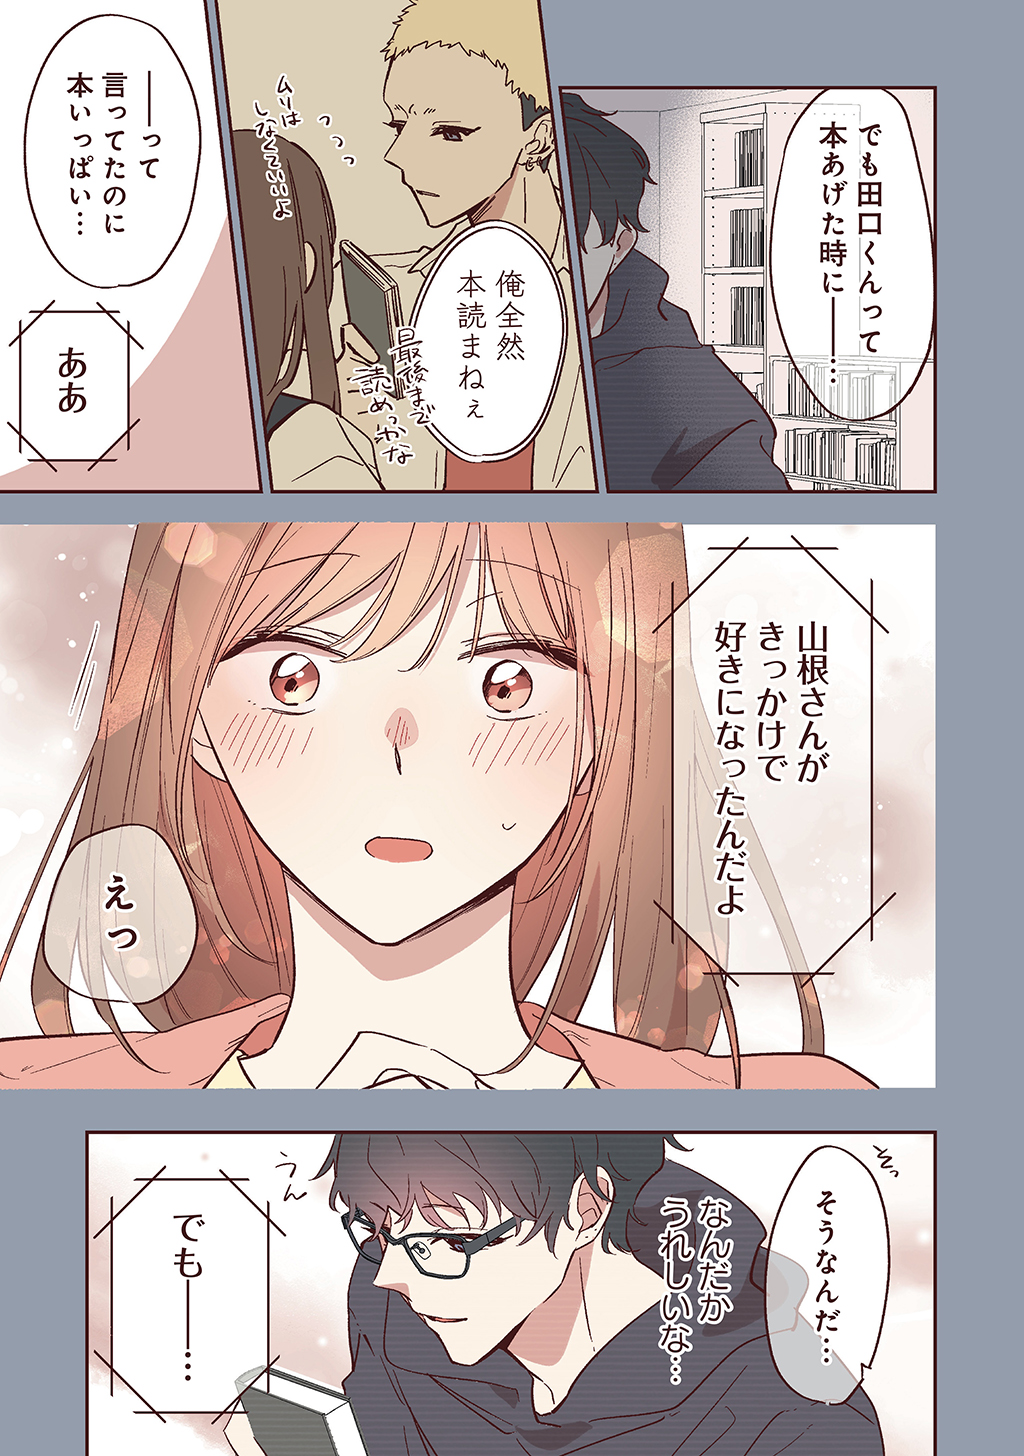 でも田口くんって
本あげた時に――…
俺全然
本読まねぇ
最後まで
読めっかな
っっっ
ムリは
しなくていいよ
――って
言ってたのに
本いっぱい…
ああ
山根さんが
きっかけで
好きになったんだよ
えっ
そっ
そうなんだ…
なんだか
うれしいな…
うん
でも――…